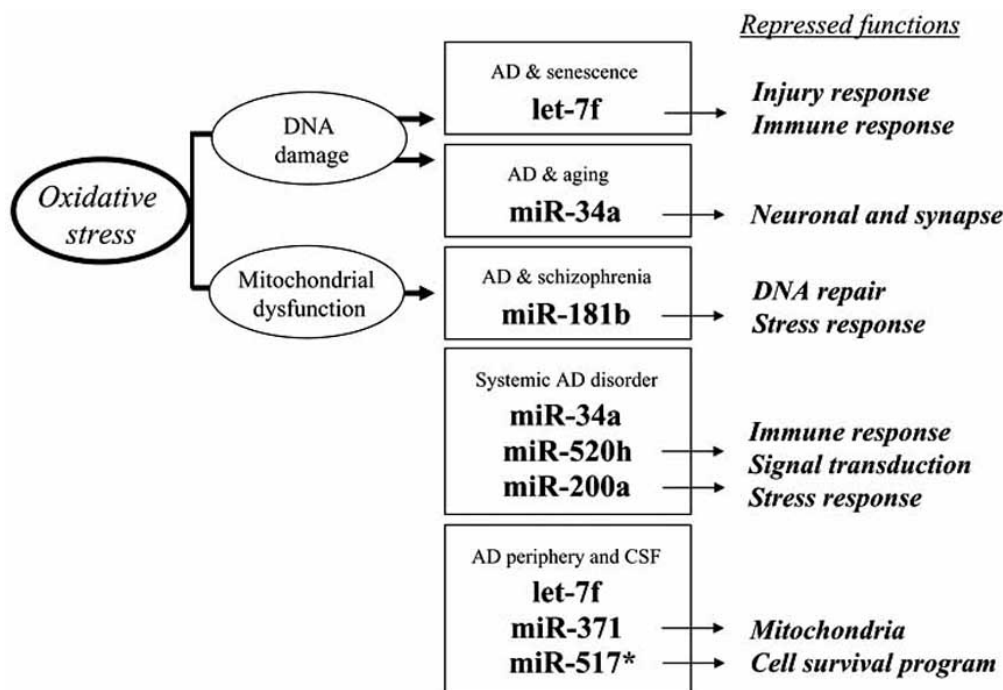 Repressed functions
AD & senescence
let-7f
Injury response
Immune response
DNA
damage
AD & aging
miR-34a
Neuronal and synapse
Oxidative
stress
Mitochondrial
dysfunction
AD & schizophrenia
miR-181b
DNA repair
Stress response
Systemic AD disorder
miR-34a
miR-520h
miR-200a
Immune response
Signal transduction
Stress response
AD periphery and CSF
let-7f
miR-371
miR-517*
Mitochondria
Cell survival program